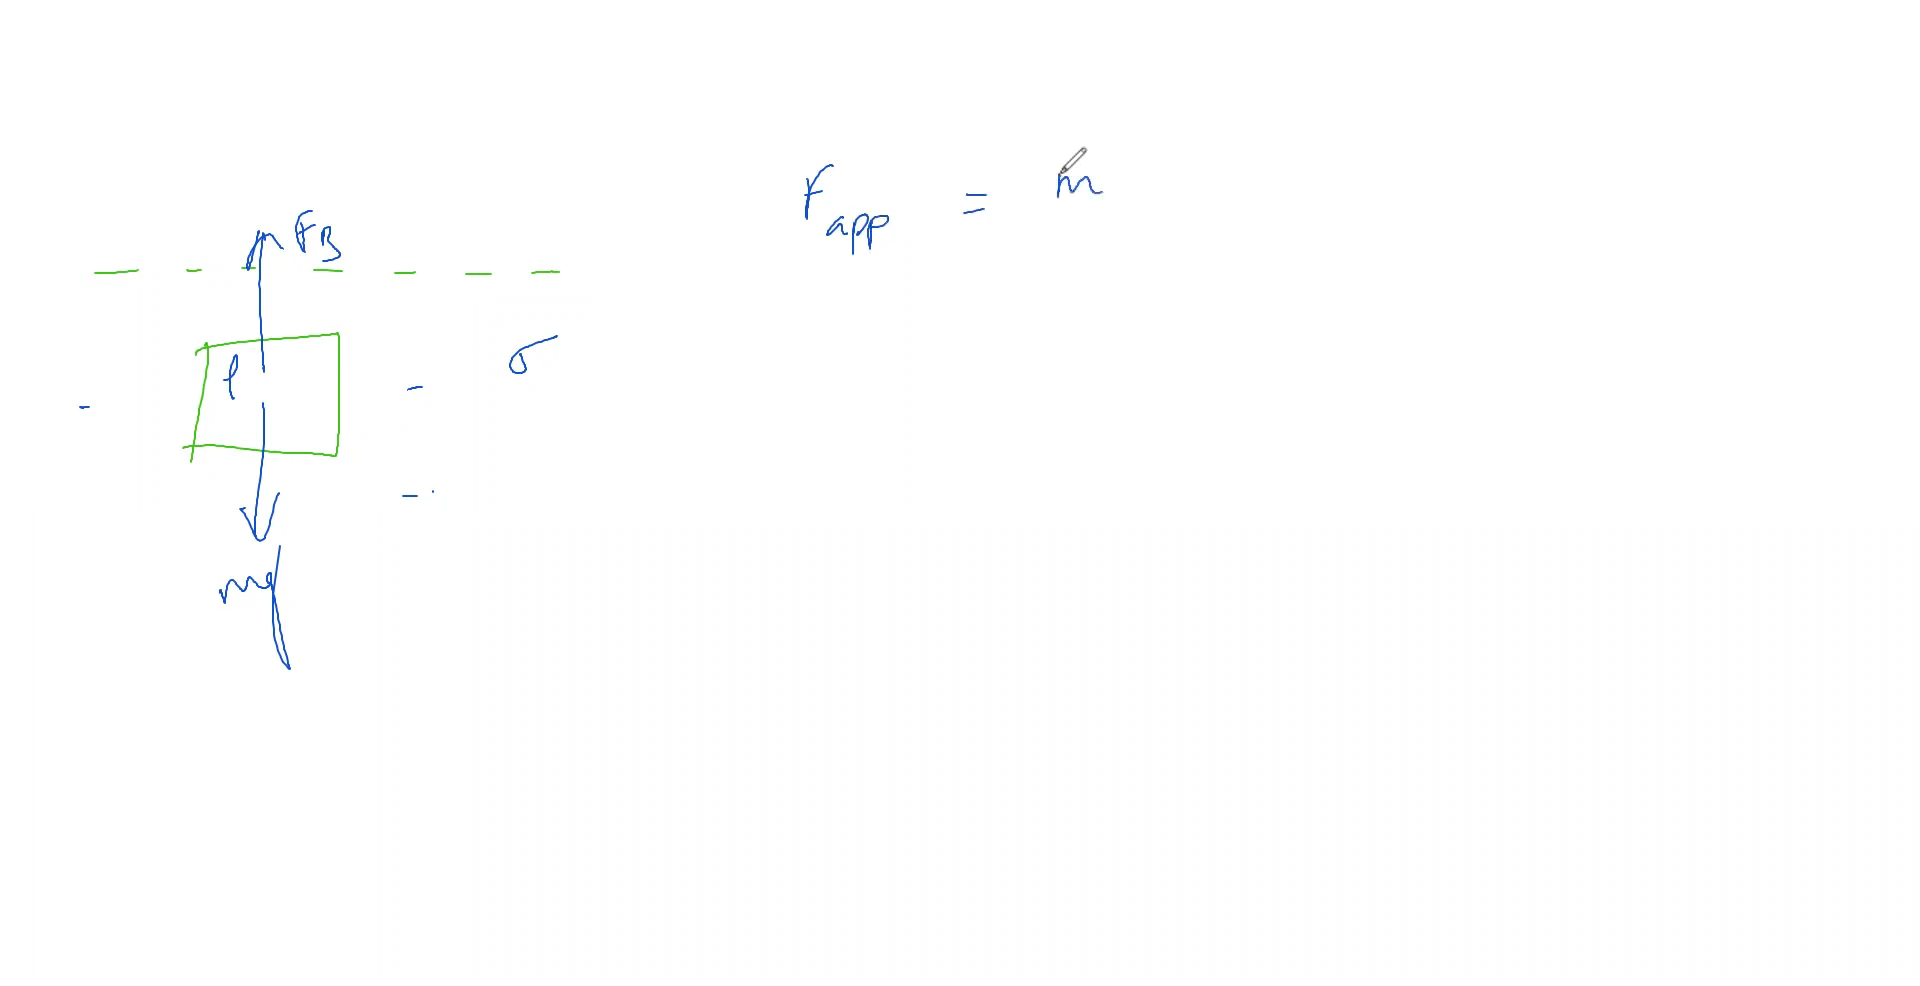 F_app = m
F_B
ρ
σ
mg